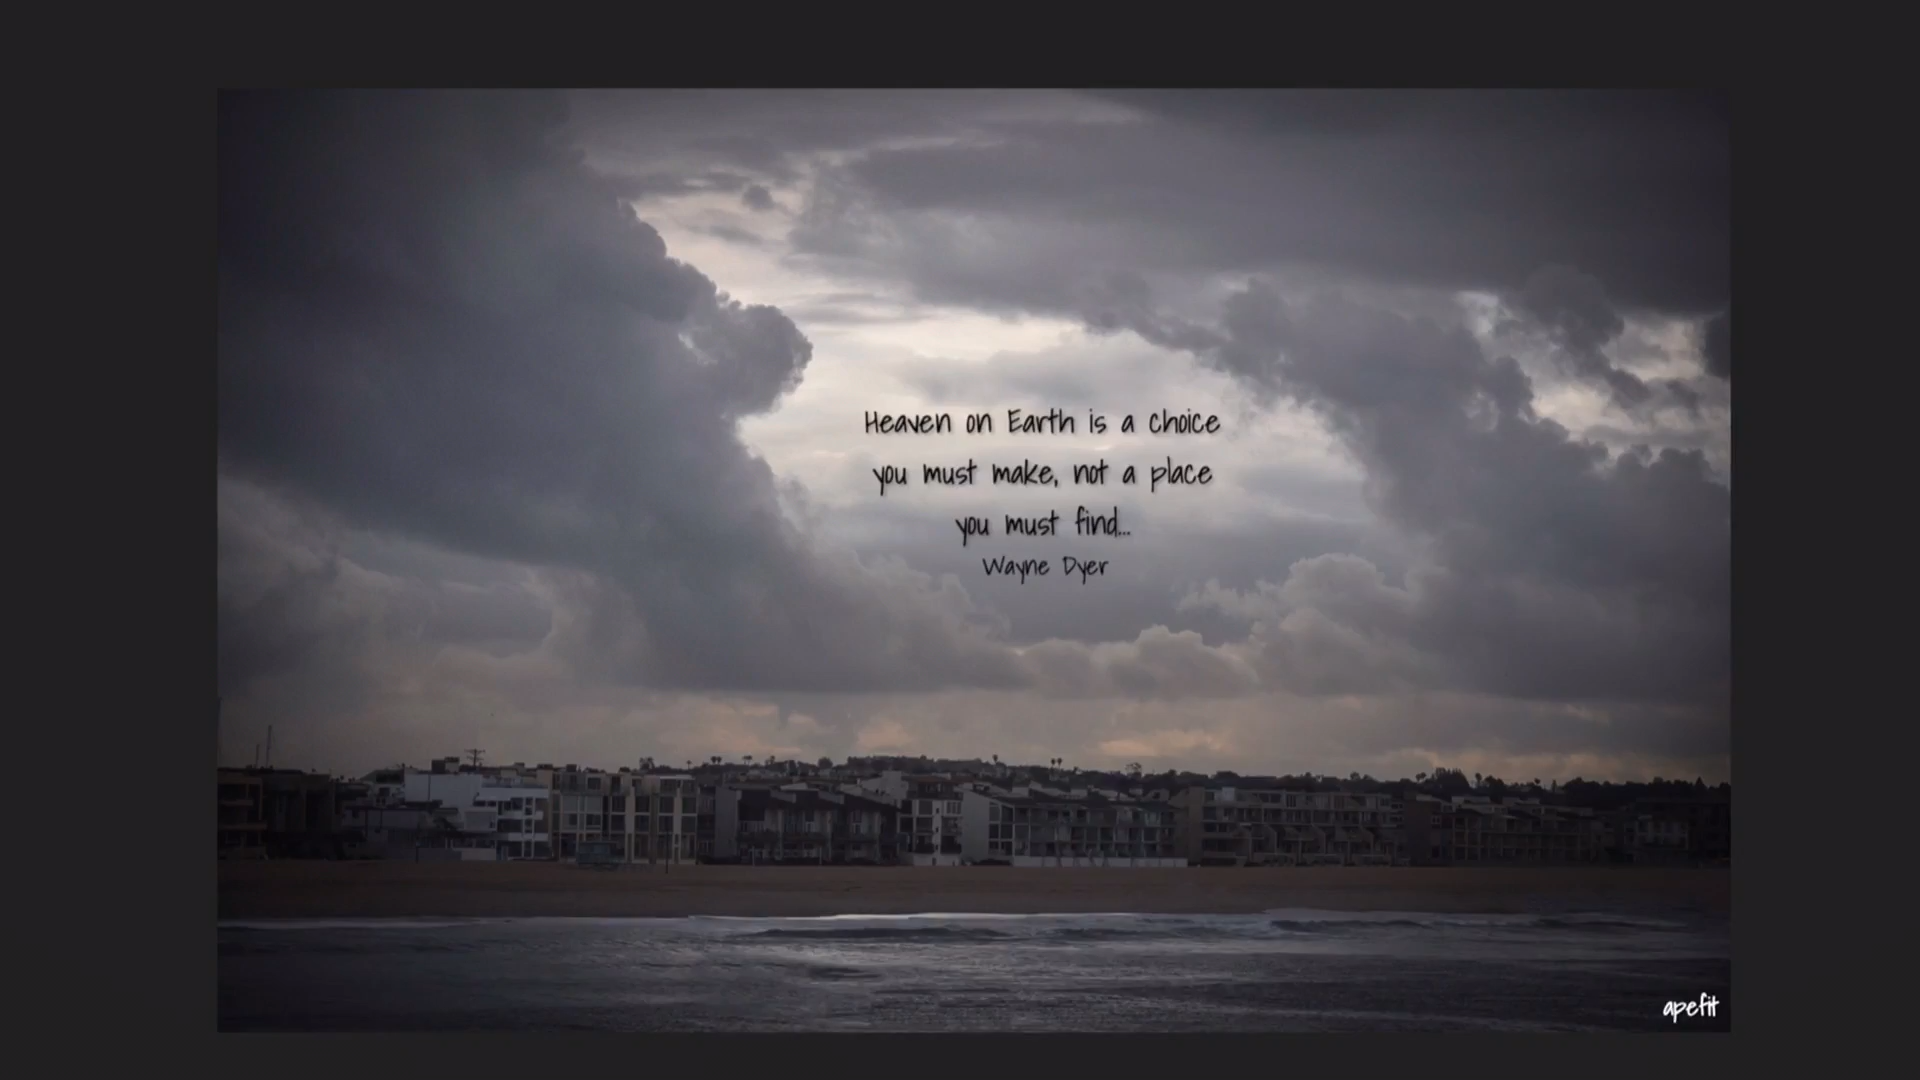 Heaven on Earth is a choice
you must make, not a place
you must find...
Wayne Dyer
apefit